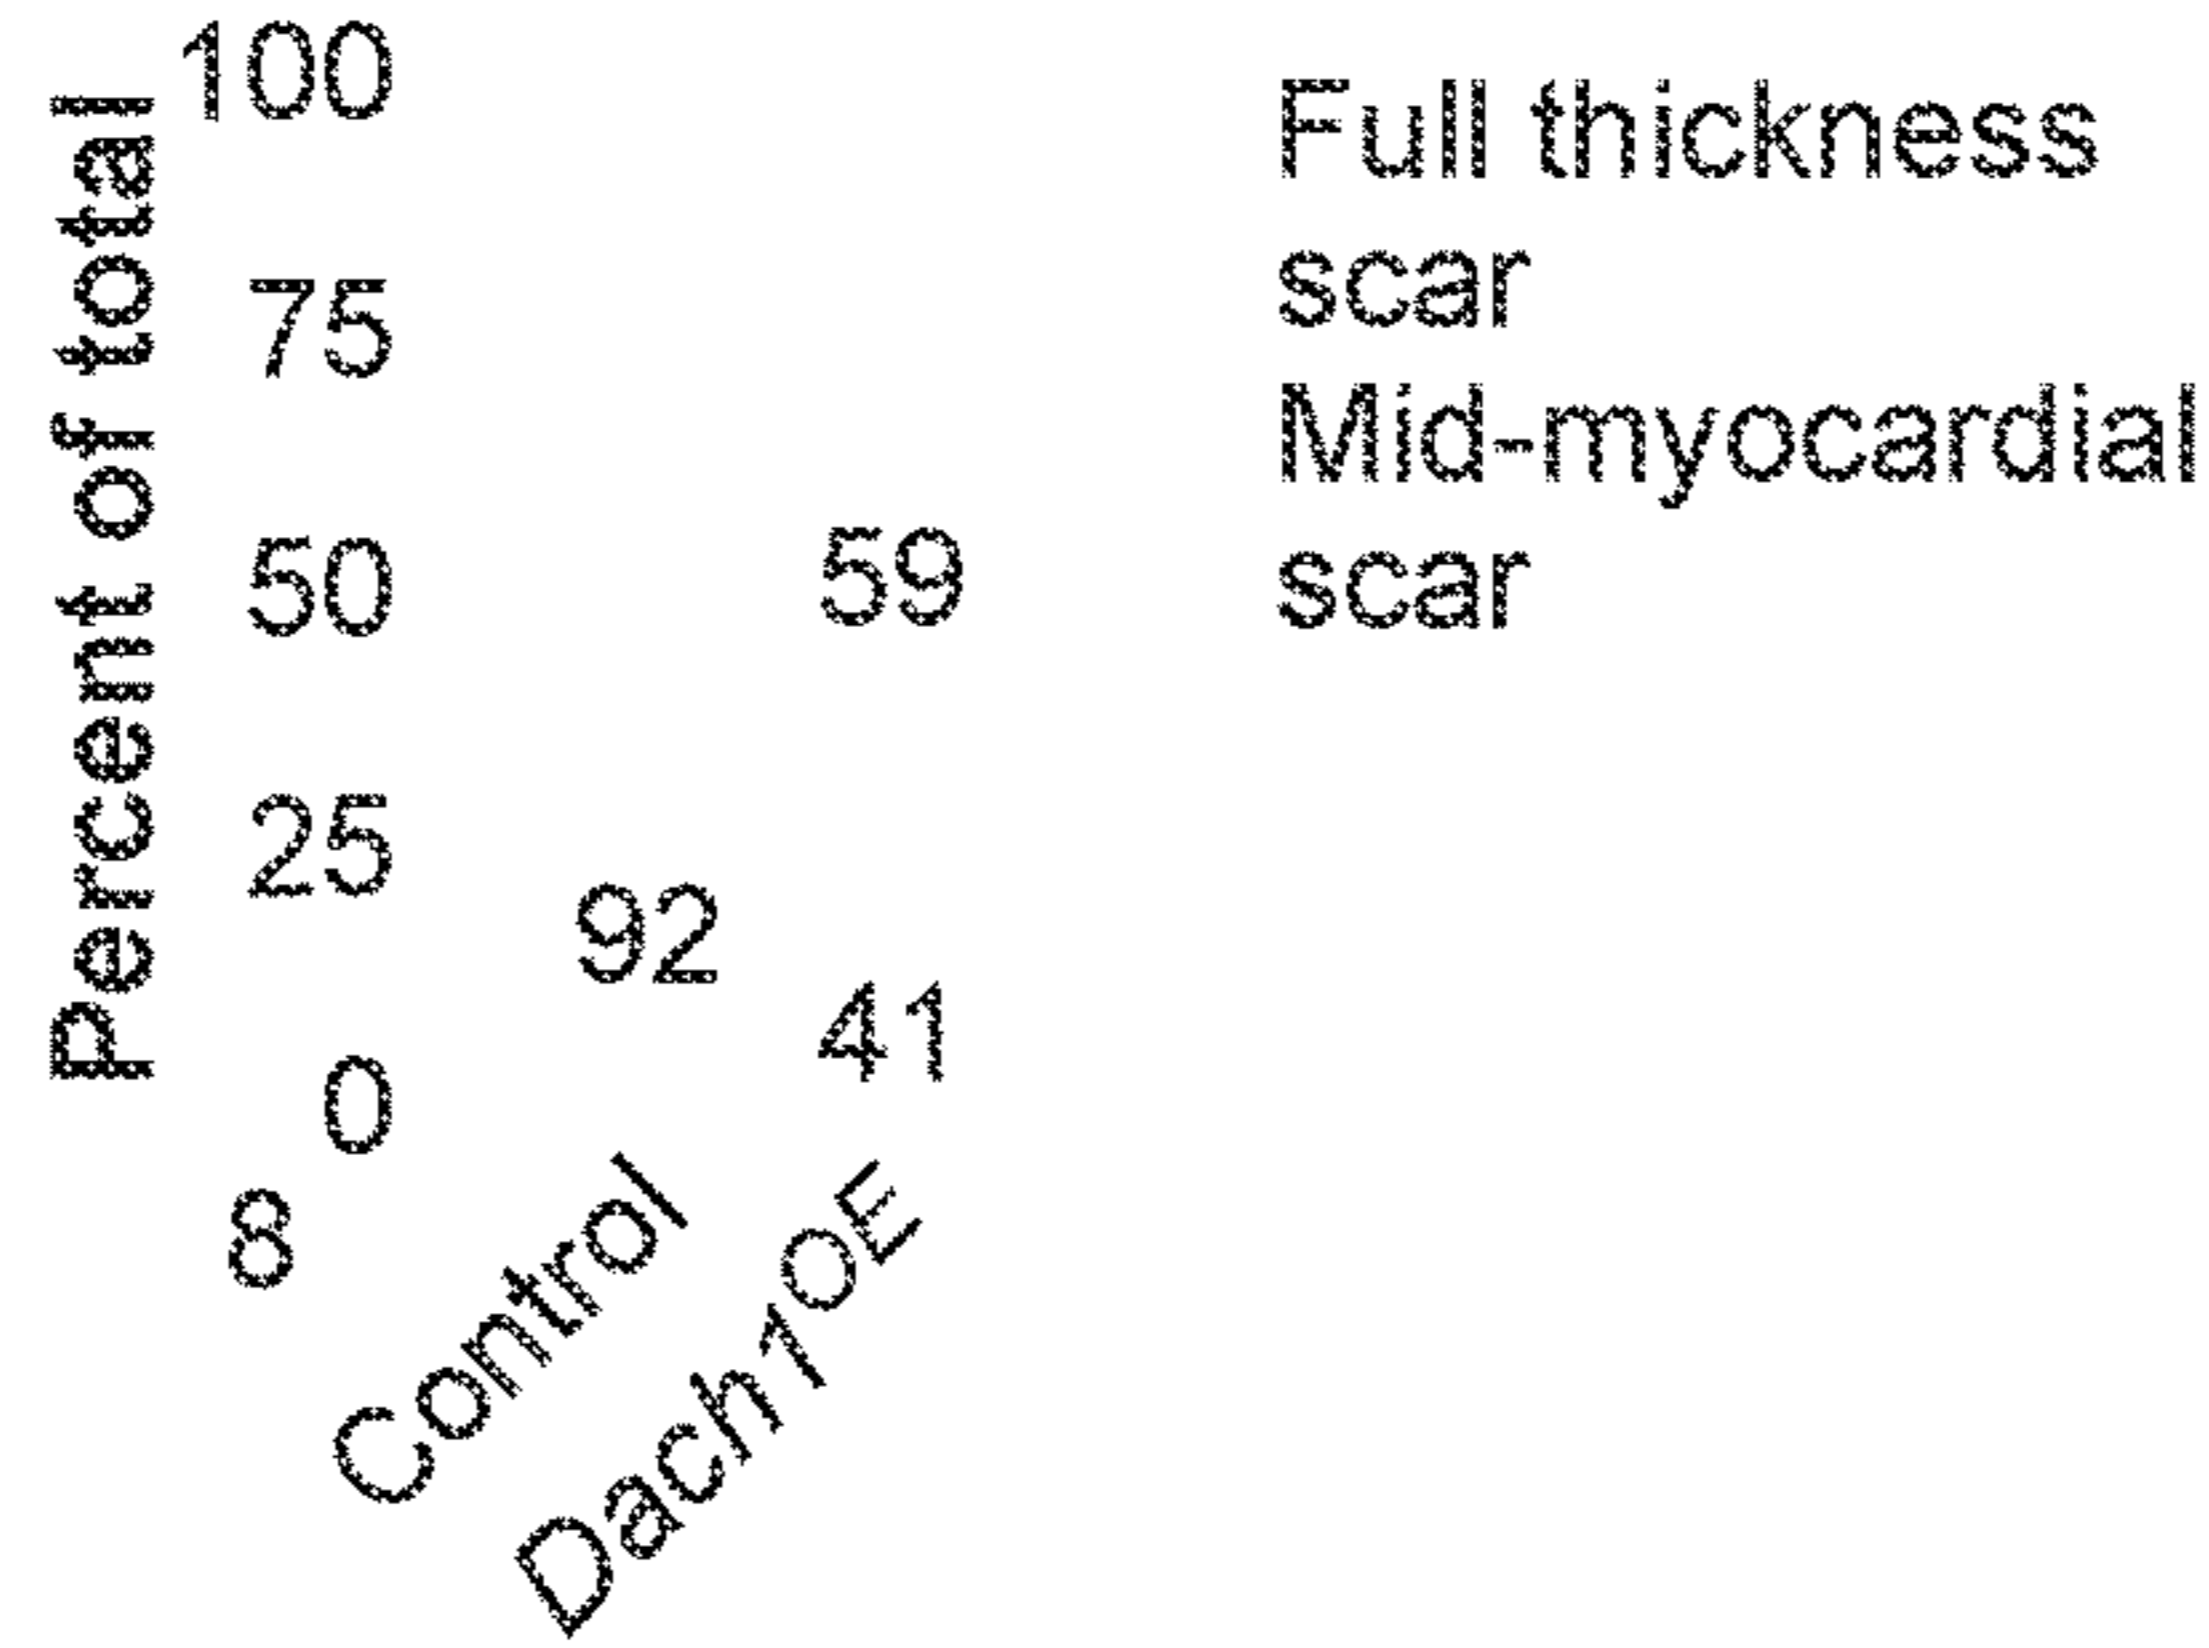 Percent of total
100
75
50
25
0
59
92
41
8
Control
Dach1OE
Full thickness
scar
Mid-myocardial
scar